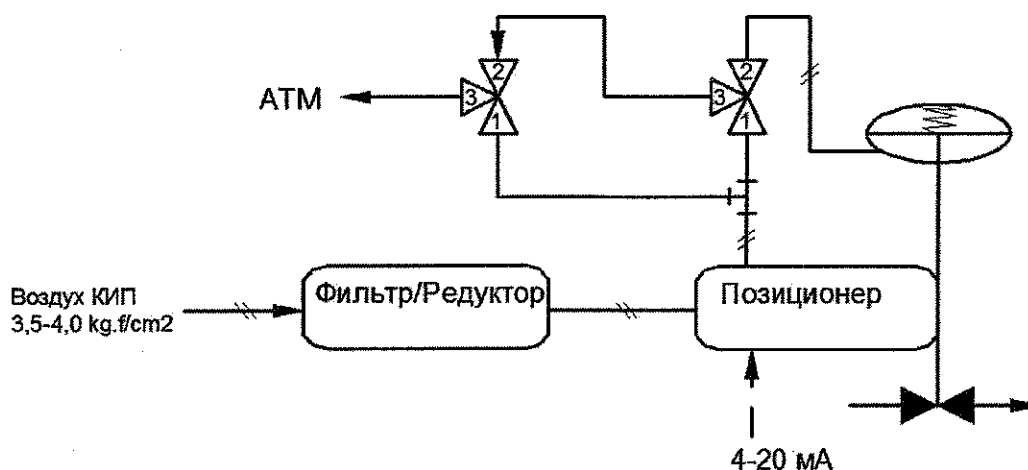 2
2
АТМ
3
3
1
1
Воздух КИП
3,5-4,0 kg.f/cm2
Фильтр/Редуктор
Позиционер
4-20 мА